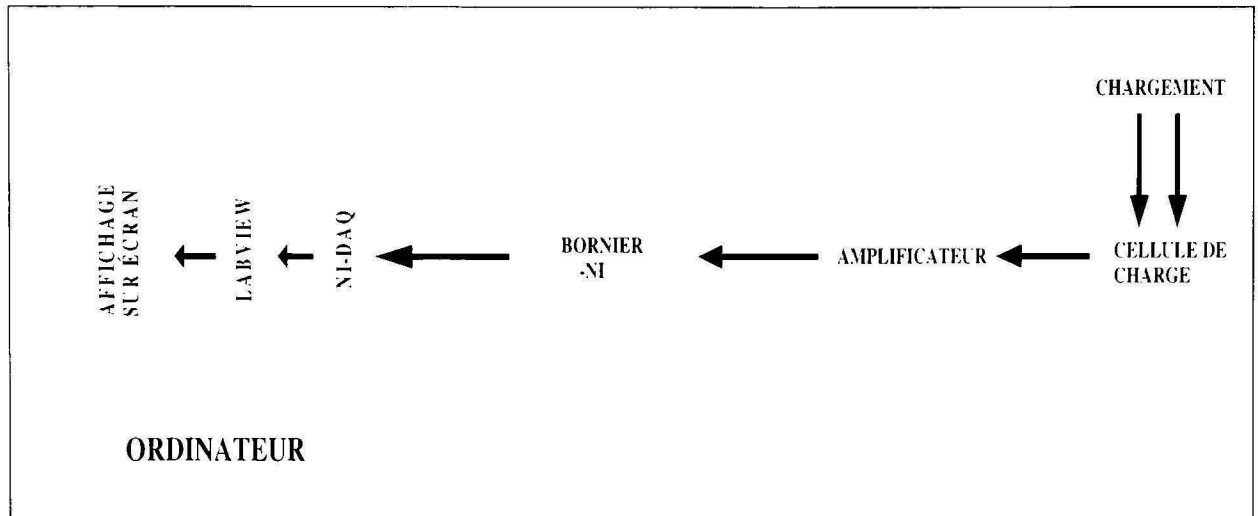 CHARGEMENT
AFFICHAGE
SUR ÉCRAN
LABVIEW
NI-DAQ
BORNIER
-NI
AMPLIFICATEUR
CELLULE DE
CHARGE
ORDINATEUR